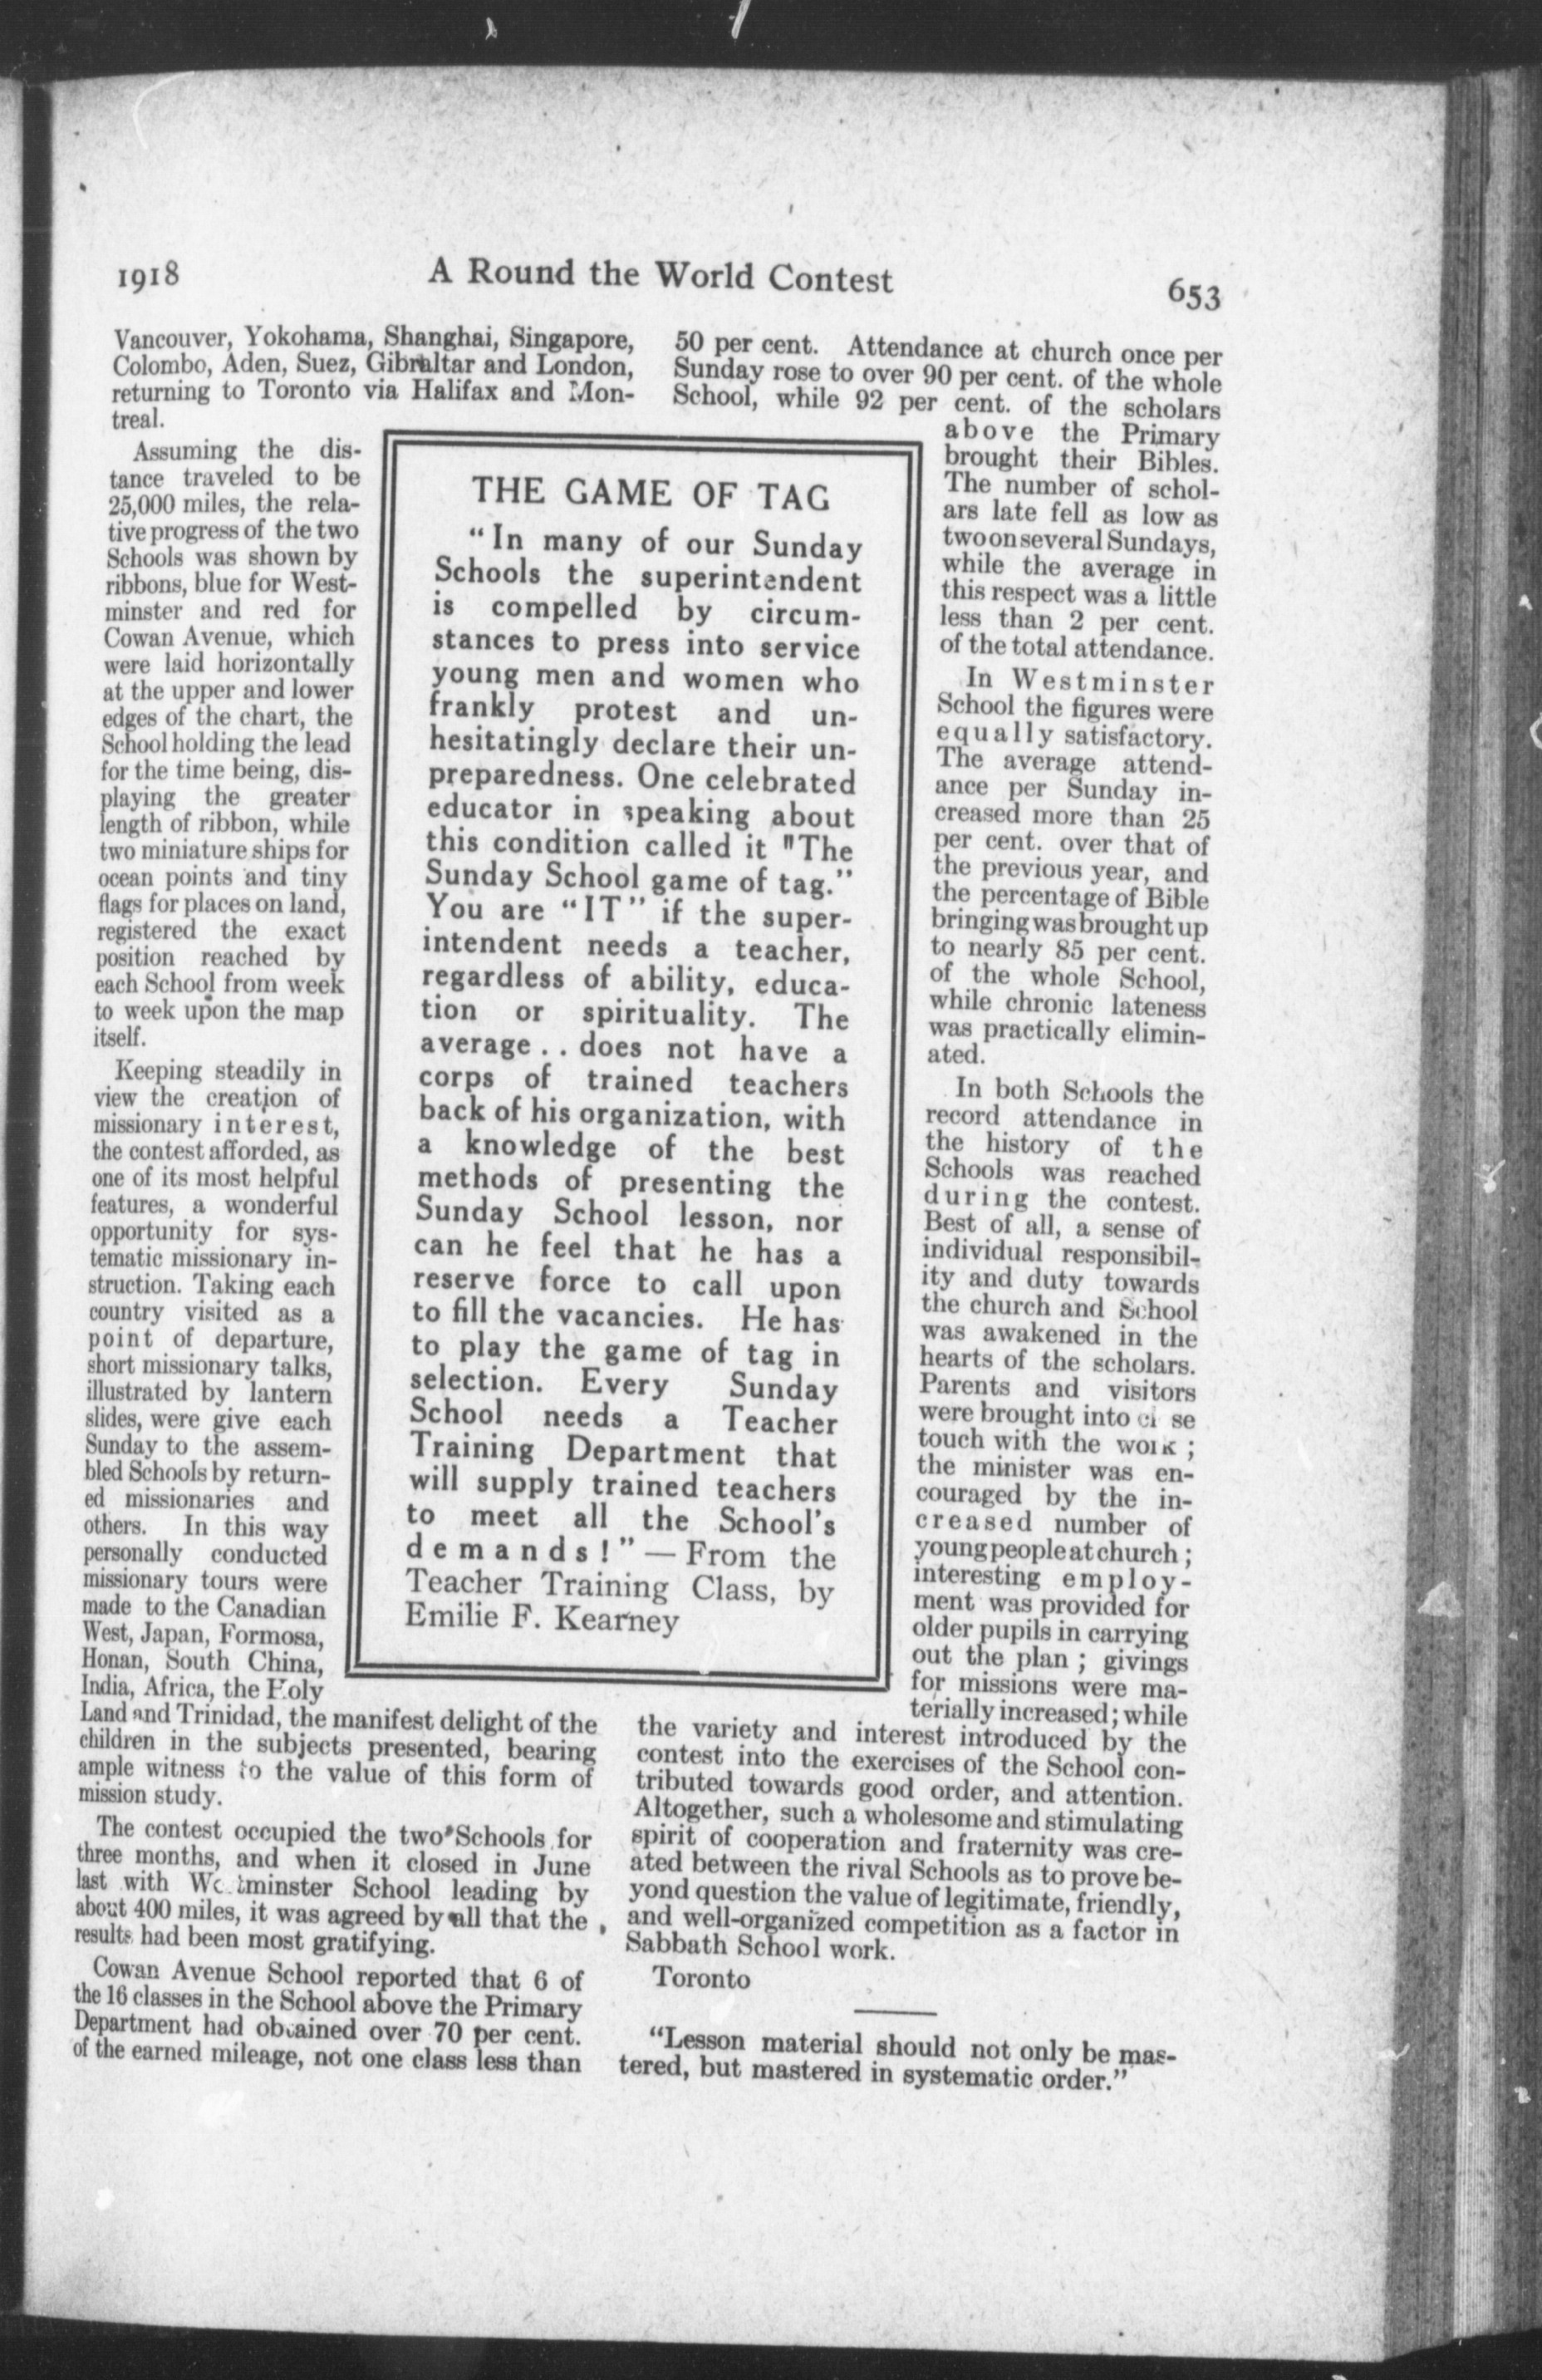 1918
A Round the World Contest
653
Vancouver, Yokohama, Shanghai, Singapore,
Colombo, Aden, Suez, Gibraltar and London,
returning to Toronto via Halifax and Mon-
treal.
Assuming the dis-
tance traveled to be
25,000 miles, the rela-
tive progress of the two
Schools was shown by
ribbons, blue for West-
minster and red for
Cowan Avenue, which
were laid horizontally
at the upper and lower
edges of the chart, the
School holding the lead
for the time being, dis-
playing the greater
length of ribbon, while
two miniature ships for
ocean points and tiny
flags for places on land,
registered the exact
position reached by
each School from week
to week upon the map
itself.
Keeping steadily in
view the creation of
missionary interest,
the contest afforded, as
one of its most helpful
features, a wonderful
opportunity for sys-
tematic missionary in-
struction. Taking each
country visited as a
point of departure,
short missionary talks,
illustrated by lantern
slides, were give each
Sunday to the assem-
bled Schools by return-
ed missionaries and
others. In this way
personally conducted
missionary tours were
made to the Canadian
West, Japan, Formosa,
Honan, South China,
India, Africa, the Holy
Land and Trinidad, the manifest delight of the
children in the subjects presented, bearing
ample witness to the value of this form of
mission study.
The contest occupied the two Schools for
three months, and when it closed in June
last with Westminster School leading by
about 400 miles, it was agreed by all that the
results had been most gratifying.
Cowan Avenue School reported that 6 of
the 16 classes in the School above the Primary
Department had obtained over 70 per cent.
of the earned mileage, not one class less than
THE GAME OF TAG
"In many of our Sunday
Schools the superintendent
is compelled by circum-
stances to press into service
young men and women who
frankly protest and un-
hesitatingly declare their un-
preparedness. One celebrated
educator in speaking about
this condition called it "The
Sunday School game of tag."
You are "IT" if the super-
intendent needs a teacher,
regardless of ability, educa-
tion or spirituality. The
average . . does not have a
corps of trained teachers
back of his organization, with
a knowledge of the best
methods of presenting the
Sunday School lesson, nor
can he feel that he has a
reserve force to call upon
to fill the vacancies. He has
to play the game of tag in
selection. Every Sunday
School needs a Teacher
Training Department that
will supply trained teachers
to meet all the School's
demands!"—From the
Teacher Training Class, by
Emilie F. Kearney
50 per cent. Attendance at church once per
Sunday rose to over 90 per cent. of the whole
School, while 92 per cent. of the scholars
above the Primary
brought their Bibles.
The number of schol-
ars late fell as low as
two on several Sundays,
while the average in
this respect was a little
less than 2 per cent.
of the total attendance.
In Westminster
School the figures were
equally satisfactory.
The average attend-
ance per Sunday in-
creased more than 25
per cent. over that of
the previous year, and
the percentage of Bible
bringing was brought up
to nearly 85 per cent.
of the whole School,
while chronic lateness
was practically elimin-
ated.
In both Schools the
record attendance in
the history of the
Schools was reached
during the contest.
Best of all, a sense of
individual responsibil-
ity and duty towards
the church and School
was awakened in the
hearts of the scholars.
Parents and visitors
were brought into close
touch with the work ;
the minister was en-
couraged by the in-
creased number of
young people at church ;
interesting employ-
ment was provided for
older pupils in carrying
out the plan ; givings
for missions were ma-
terially increased ; while
the variety and interest introduced by the
contest into the exercises of the School con-
tributed towards good order, and attention.
Altogether, such a wholesome and stimulating
spirit of cooperation and fraternity was cre-
ated between the rival Schools as to prove be-
yond question the value of legitimate, friendly,
and well-organized competition as a factor in
Sabbath School work.
Toronto
"Lesson material should not only be mas-
tered, but mastered in systematic order."